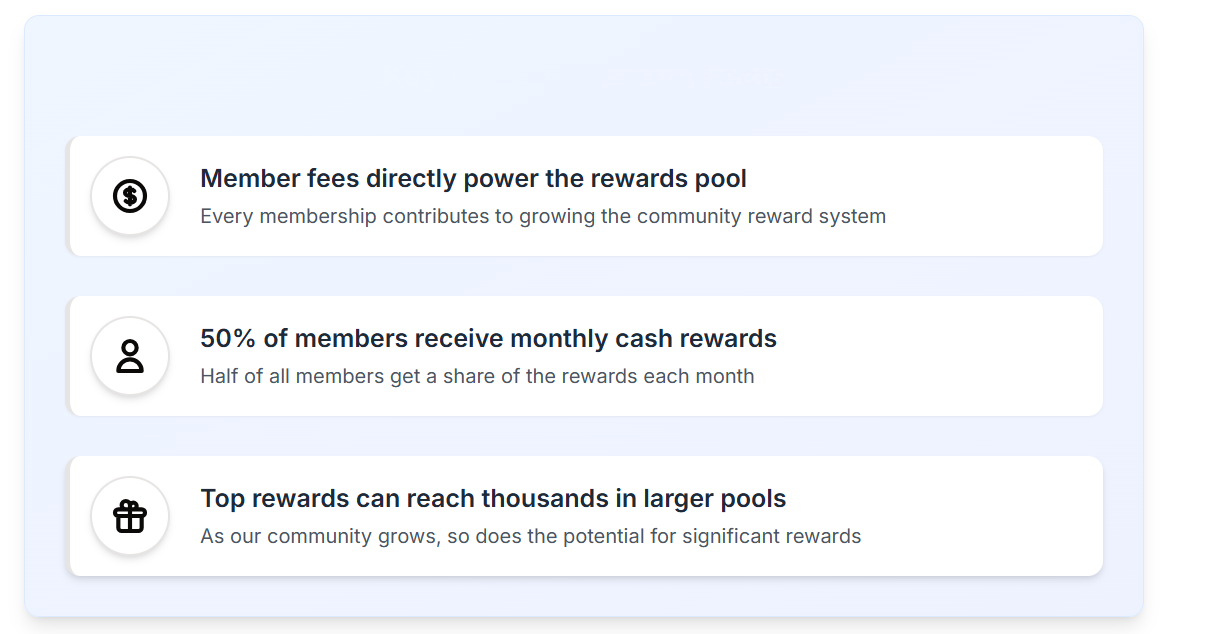 Member fees directly power the rewards pool
Every membership contributes to growing the community reward system
50% of members receive monthly cash rewards
Half of all members get a share of the rewards each month
Top rewards can reach thousands in larger pools
As our community grows, so does the potential for significant rewards